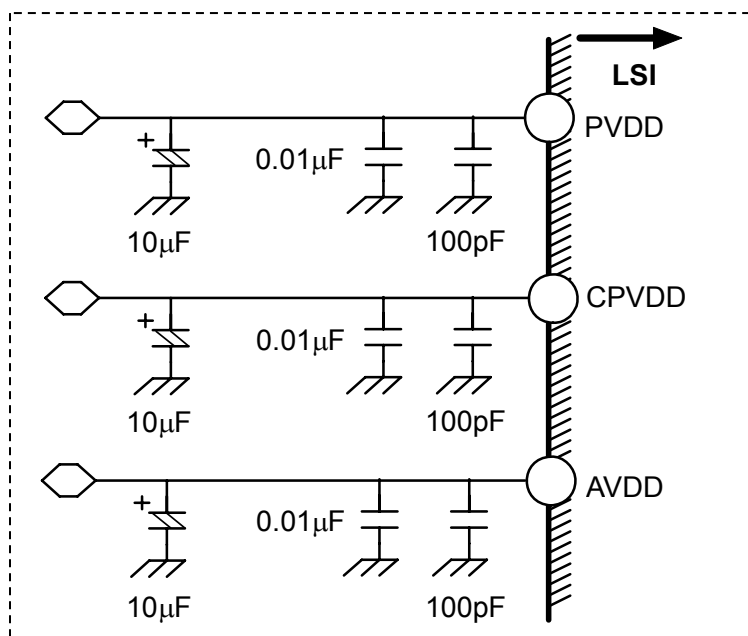 LSI
PVDD
+
0.01μF
10μF
100pF
CPVDD
+
0.01μF
10μF
100pF
AVDD
+
0.01μF
10μF
100pF